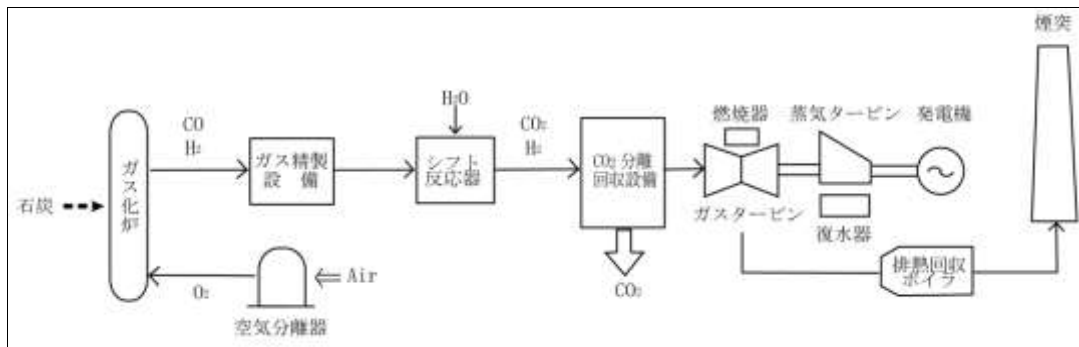 煙突
H₂O
CO
H₂
CO₂
H₂
燃焼器
蒸気タービン
発電機
ガス化炉
ガス精製
設 備
シフト
反応器
CO₂分離
回収設備
石炭
ガスタービン
復水器
O₂
Air
空気分離器
CO₂
排熱回収
ボイラ